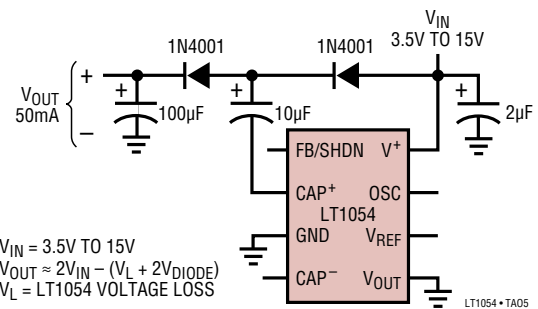 V_IN
3.5V TO 15V
1N4001
1N4001
+
V_OUT
50mA
–
+
100µF
+
10µF
+
2µF
FB/SHDN
V⁺
CAP⁺
OSC
LT1054
GND
V_REF
CAP⁻
V_OUT
V_IN = 3.5V TO 15V
V_OUT ≈ 2V_IN – (V_L + 2V_DIODE)
V_L = LT1054 VOLTAGE LOSS
LT1054 • TA05